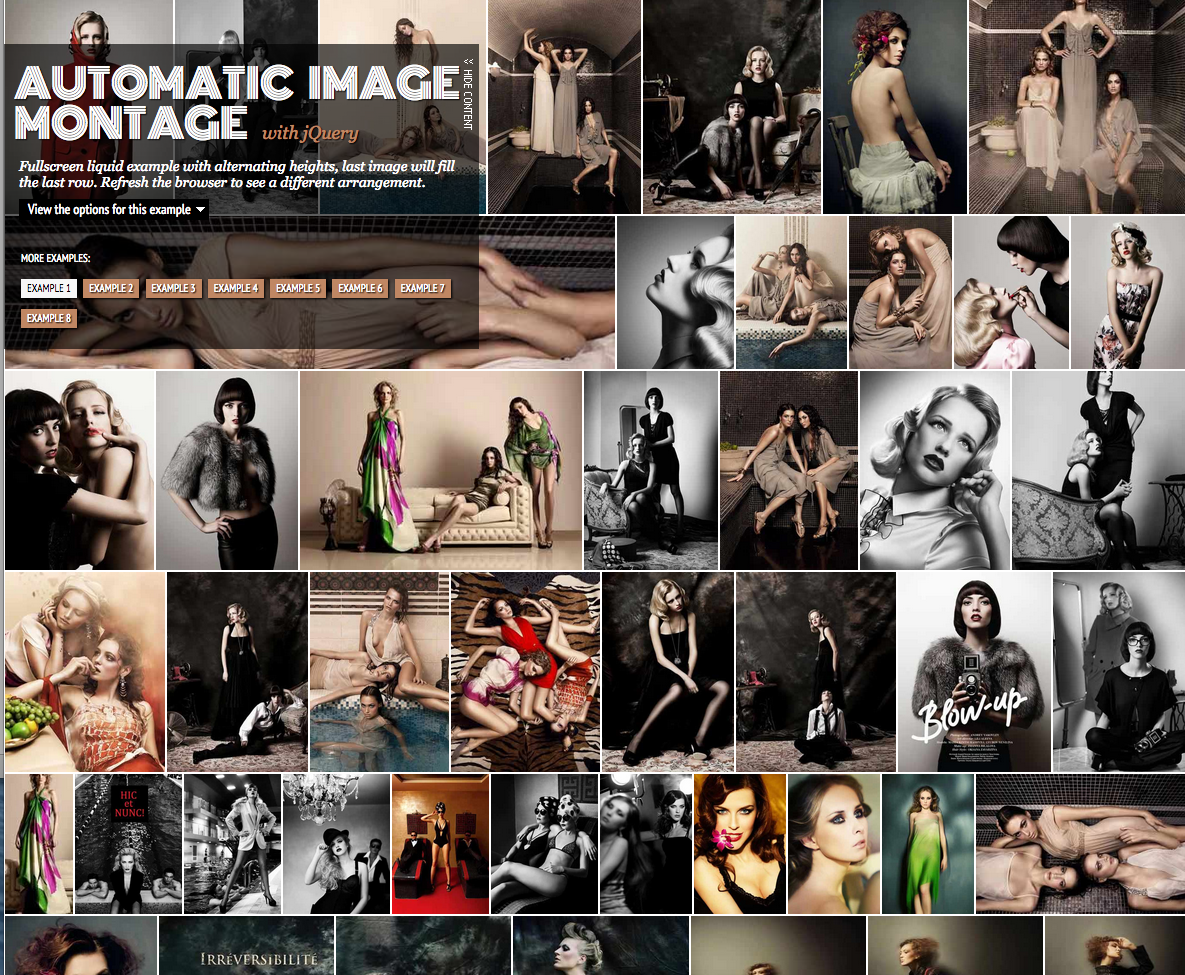 AUTOMATIC IMAGE
MONTAGE with jQuery
<< HIDE CONTENT
Fullscreen liquid example with alternating heights, last image will fill
the last row. Refresh the browser to see a different arrangement.
View the options for this example
MORE EXAMPLES:
EXAMPLE 1 EXAMPLE 2 EXAMPLE 3 EXAMPLE 4 EXAMPLE 5 EXAMPLE 6 EXAMPLE 7
EXAMPLE 8
Blow-up
HIC
et
NUNC!
IRRÉVERSIBILITÉ